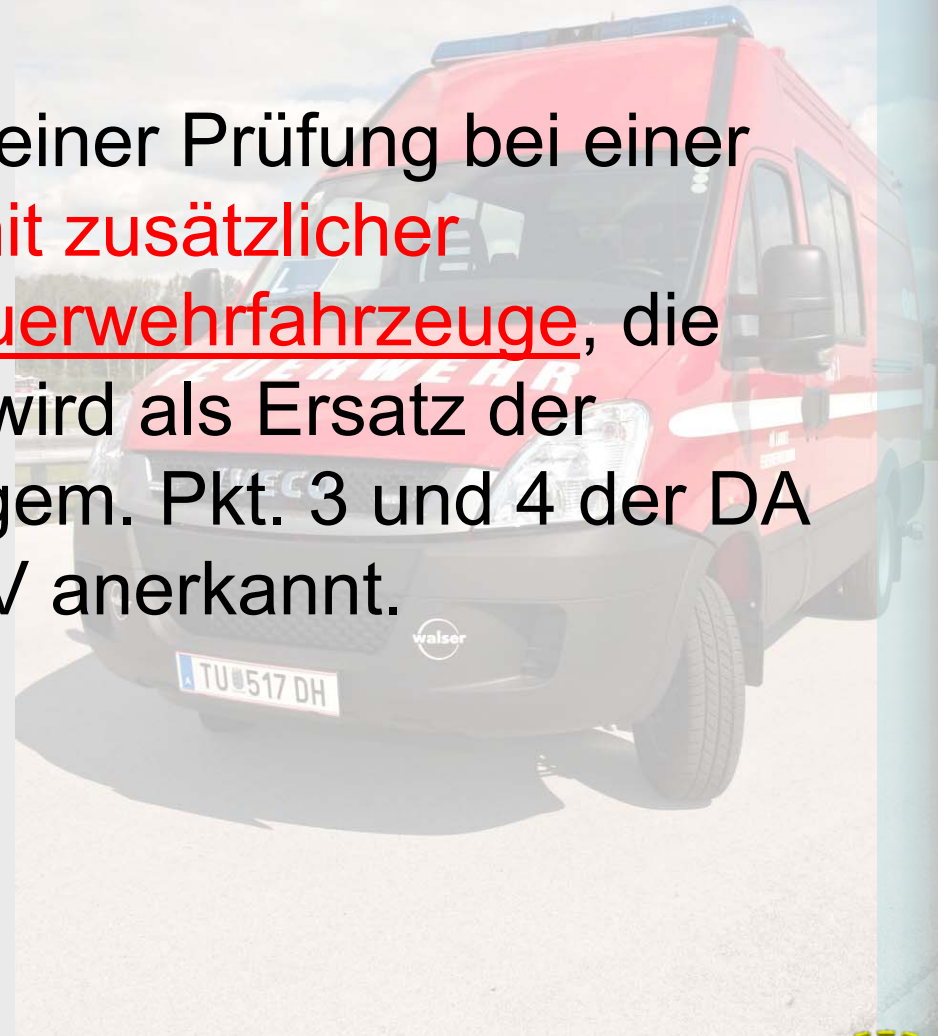 einer Prüfung bei einer
it zusätzlicher
uerwehrfahrzeuge, die
wird als Ersatz der
gem. Pkt. 3 und 4 der DA
V anerkannt.
FEUERWEHR
IVECO
walser
TU 517 DH